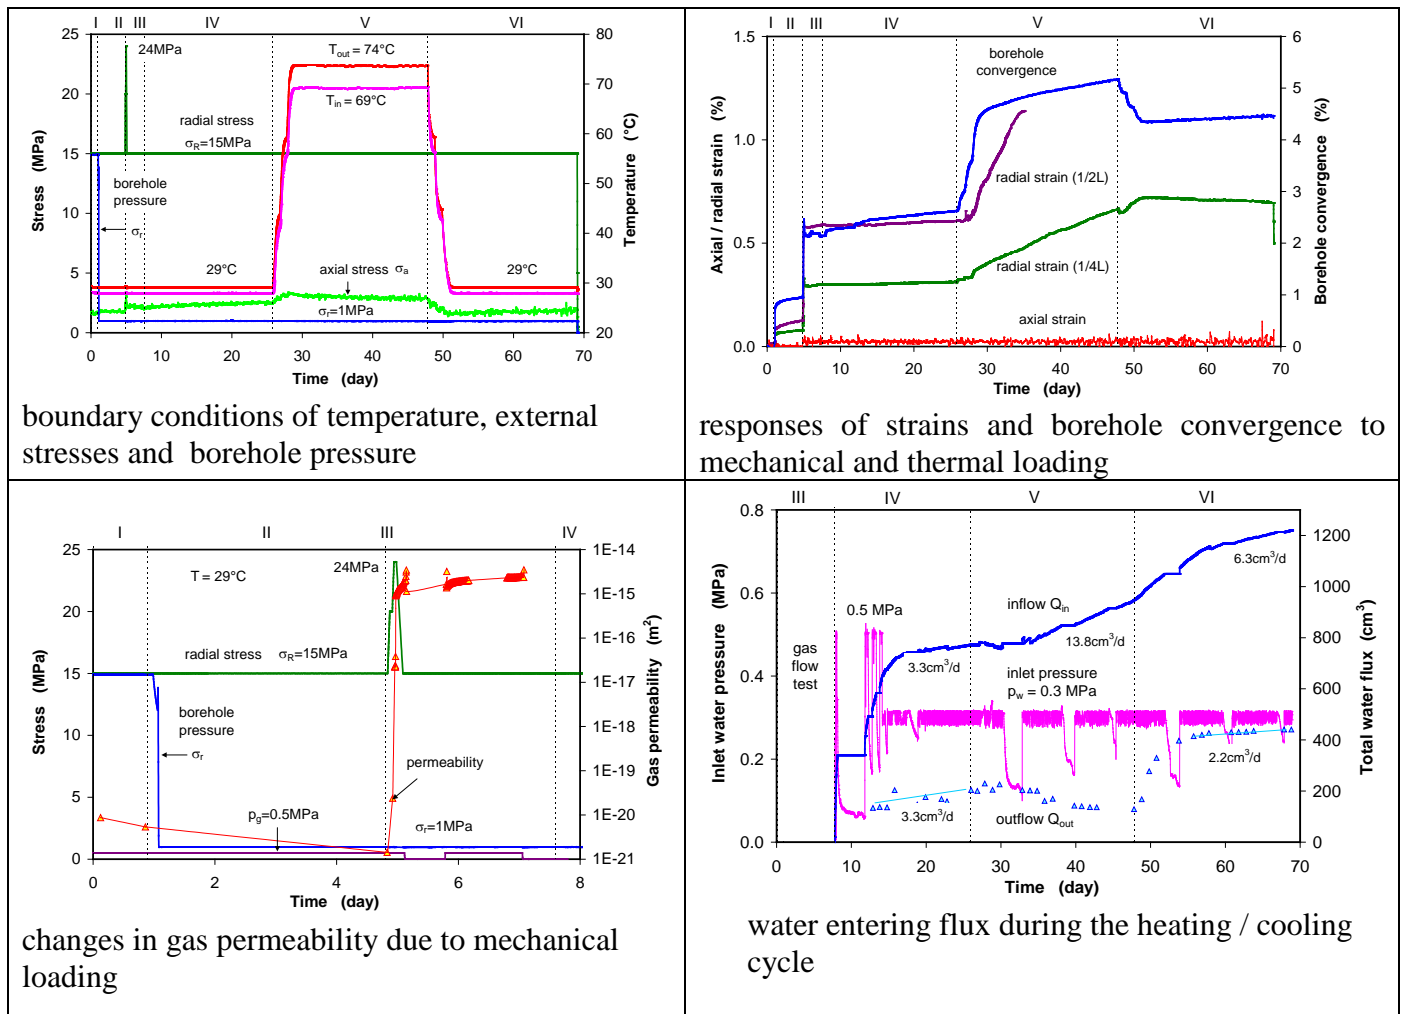 I II III IV V VI
25
20
15
10
5
0
Stress (MPa)
80
70
60
50
40
30
20
Temperature (°C)
24MPa
Tout = 74°C
Tin = 69°C
radial stress
σR=15MPa
borehole
pressure
σr
29°C
axial stress σa
29°C
σr=1MPa
0 10 20 30 40 50 60 70
Time (day)
boundary conditions of temperature, external
stresses and borehole pressure
I II III IV V VI
1.5
1.0
0.5
0.0
Axial / radial strain (%)
6
5
4
3
2
1
0
Borehole convergence (%)
borehole
convergence
radial strain (1/2L)
radial strain (1/4L)
axial strain
0 10 20 30 40 50 60 70
Time (day)
responses of strains and borehole convergence to
mechanical and thermal loading
I II III IV
25
20
15
10
5
0
Stress (MPa)
1E-14
1E-15
1E-16
1E-17
1E-18
1E-19
1E-20
1E-21
Gas permeability (m2)
T = 29°C
24MPa
radial stress σR=15MPa
borehole
pressure
σr
permeability
pg=0.5MPa
σr=1MPa
0 2 4 6 8
Time (day)
changes in gas permeability due to mechanical
loading
III IV V VI
0.8
0.6
0.4
0.2
0.0
Inlet water pressure (MPa)
1200
1000
800
600
400
200
0
Total water flux (cm3)
gas
flow
test
0.5 MPa
inflow Qin
6.3cm3/d
13.8cm3/d
3.3cm3/d
inlet pressure
pw = 0.3 MPa
2.2cm3/d
3.3cm3/d
outflow Qout
0 10 20 30 40 50 60 70
Time (day)
water entering flux during the heating / cooling
cycle